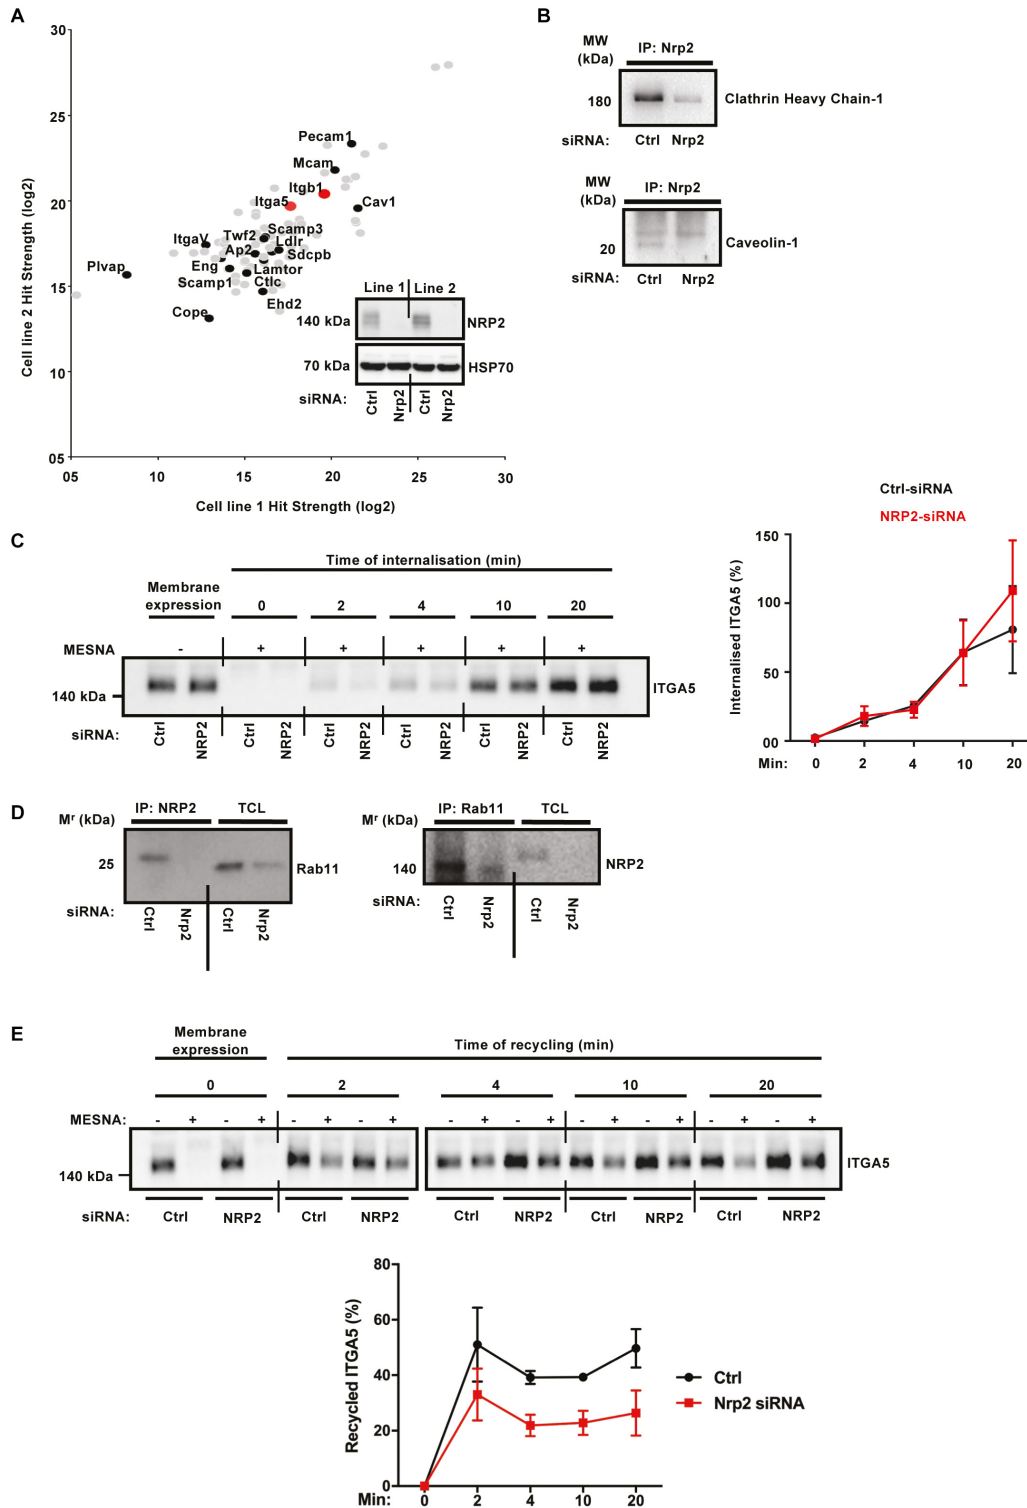 A
30
25
20
15
10
05
Cell line 2 Hit Strength (log2)
Pecam1
Mcam
Itgb1
Itga5
Cav1
ItgaV
Twf2
Scamp3
Ldlr
Ap2
Sdcpb
Plvap
Eng
Lamtor
Scamp1
Ctlc
Cope
Ehd2
Line 1 Line 2
140 kDa
NRP2
70 kDa
HSP70
siRNA:
Ctrl Nrp2 Ctrl Nrp2
05 10 15 20 25 30
Cell line 1 Hit Strength (log2)
B
MW
(kDa)
IP: Nrp2
180
Clathrin Heavy Chain-1
siRNA: Ctrl Nrp2
MW
(kDa)
IP: Nrp2
20
Caveolin-1
siRNA: Ctrl Nrp2
C
Time of internalisation (min)
Membrane
expression
0 2 4 10 20
MESNA - + + + + +
140 kDa
ITGA5
siRNA: Ctrl NRP2 Ctrl NRP2 Ctrl NRP2 Ctrl NRP2 Ctrl NRP2 Ctrl NRP2
Ctrl-siRNA
NRP2-siRNA
150
100
50
00
Internalised ITGA5 (%)
Min: 0 2 4 10 20
D
Mr (kDa)
IP: NRP2 TCL
25
Rab11
siRNA: Ctrl Nrp2 Ctrl Nrp2
Mr (kDa)
IP: Rab11 TCL
140
NRP2
siRNA: Ctrl Nrp2 Ctrl Nrp2
E
Membrane
expression
Time of recycling (min)
0 2 4 10 20
MESNA: - + - + - + - + - + - + - + - + - + - +
140 kDa
ITGA5
siRNA: Ctrl NRP2 Ctrl NRP2 Ctrl NRP2 Ctrl NRP2 Ctrl NRP2
80
60
40
20
0
Recycled ITGA5 (%)
Ctrl
Nrp2 siRNA
Min: 0 2 4 10 20